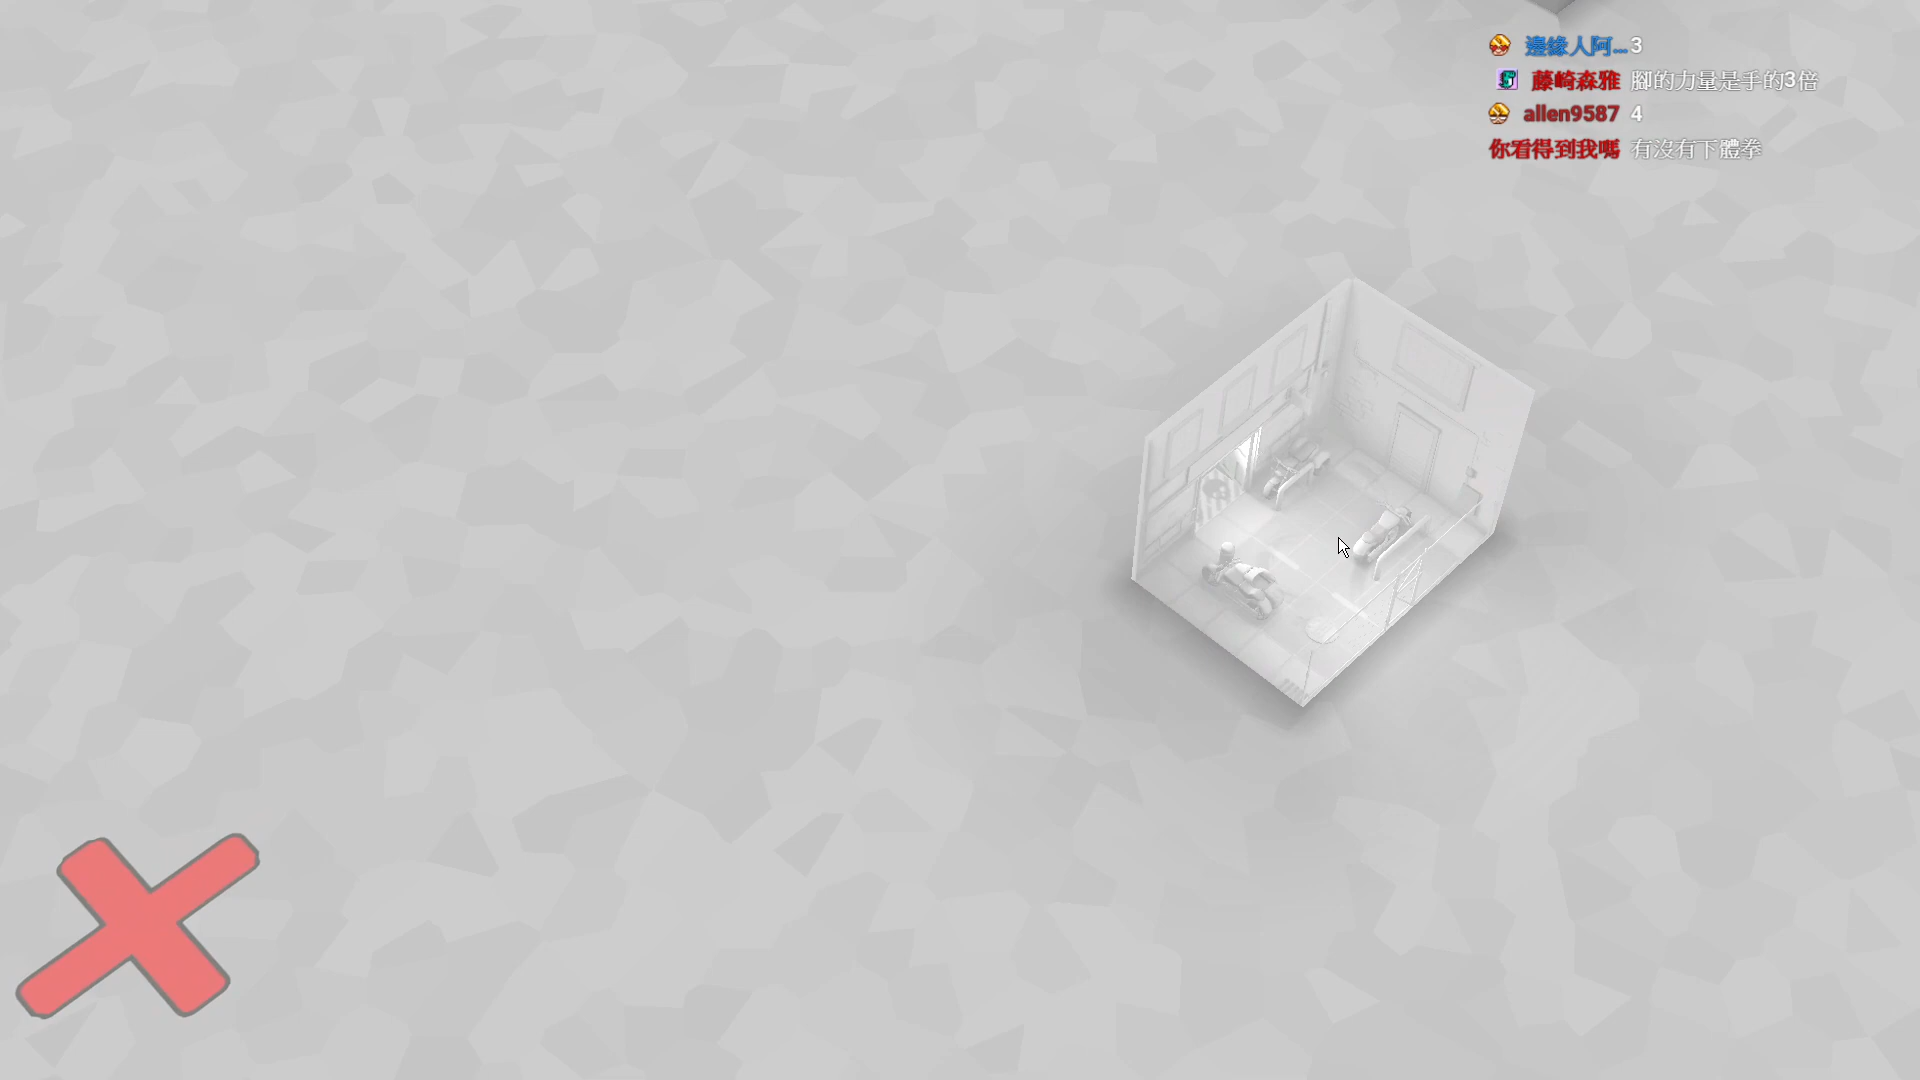 邊緣人阿... 3
藤崎森雅 腳的力量是手的3倍
allen9587 4
你看得到我嗎 有沒有下體拳